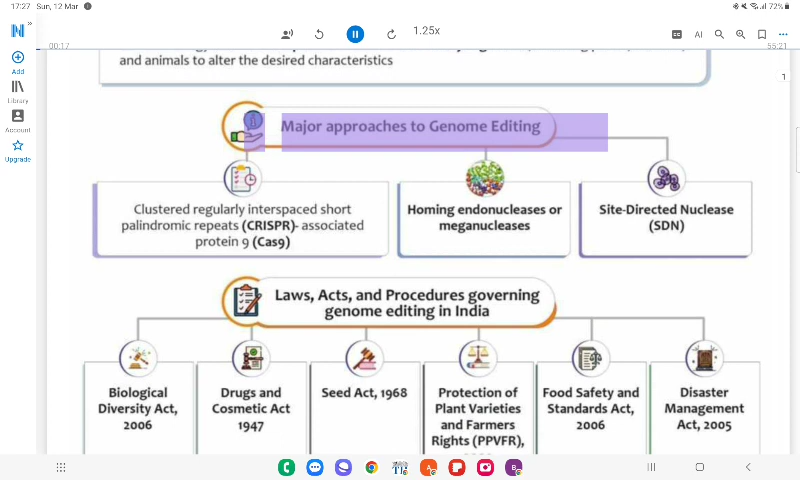 17:27 Sun, 12 Mar
72%
1.25x
AI
00:17
55:21
N
Add
Library
Account
Upgrade
1
and animals to alter the desired characteristics
Major approaches to Genome Editing
Clustered regularly interspaced short
palindromic repeats (CRISPR)- associated
protein 9 (Cas9)
Homing endonucleases or
meganucleases
Site-Directed Nuclease
(SDN)
Laws, Acts, and Procedures governing
genome editing in India
Biological
Diversity Act,
2006
Drugs and
Cosmetic Act
1947
Seed Act, 1968
Protection of
Plant Varieties
and Farmers
Rights (PPVFR),
Food Safety and
Standards Act,
2006
Disaster
Management
Act, 2005